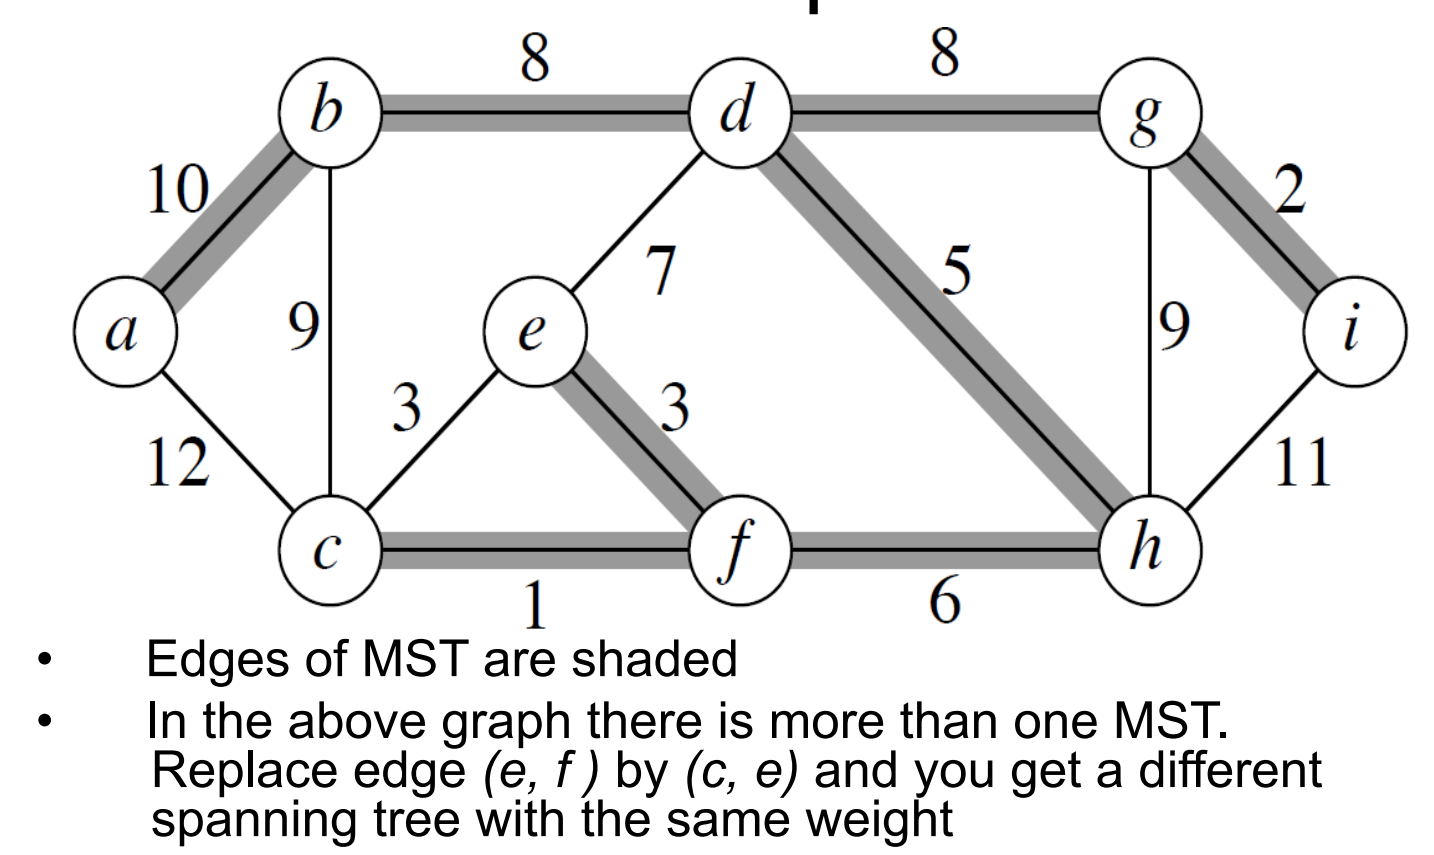 8 8
b d g
10 2
7 5
9 9
a e i
3 3
12 11
c f h
1 6
• Edges of MST are shaded
• In the above graph there is more than one MST.
Replace edge (e, f ) by (c, e) and you get a different
spanning tree with the same weight